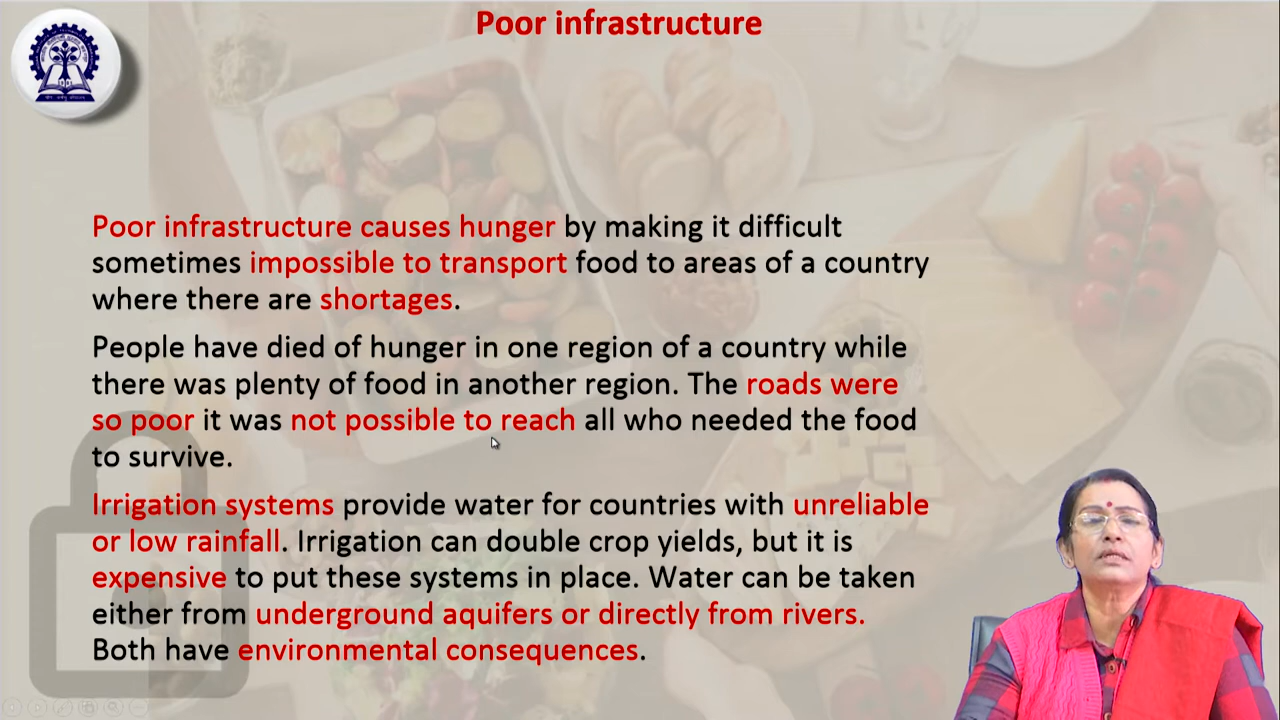 Poor infrastructure
Poor infrastructure causes hunger by making it difficult
sometimes impossible to transport food to areas of a country
where there are shortages.
People have died of hunger in one region of a country while
there was plenty of food in another region. The roads were
so poor it was not possible to reach all who needed the food
to survive.
Irrigation systems provide water for countries with unreliable
or low rainfall. Irrigation can double crop yields, but it is
expensive to put these systems in place. Water can be taken
either from underground aquifers or directly from rivers.
Both have environmental consequences.